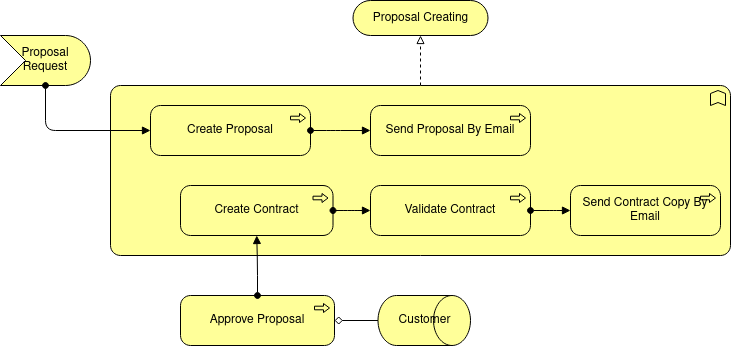 Proposal Creating
Proposal
Request
Create Proposal
Send Proposal By Email
Create Contract
Validate Contract
Send Contract Copy By
Email
Approve Proposal
Customer